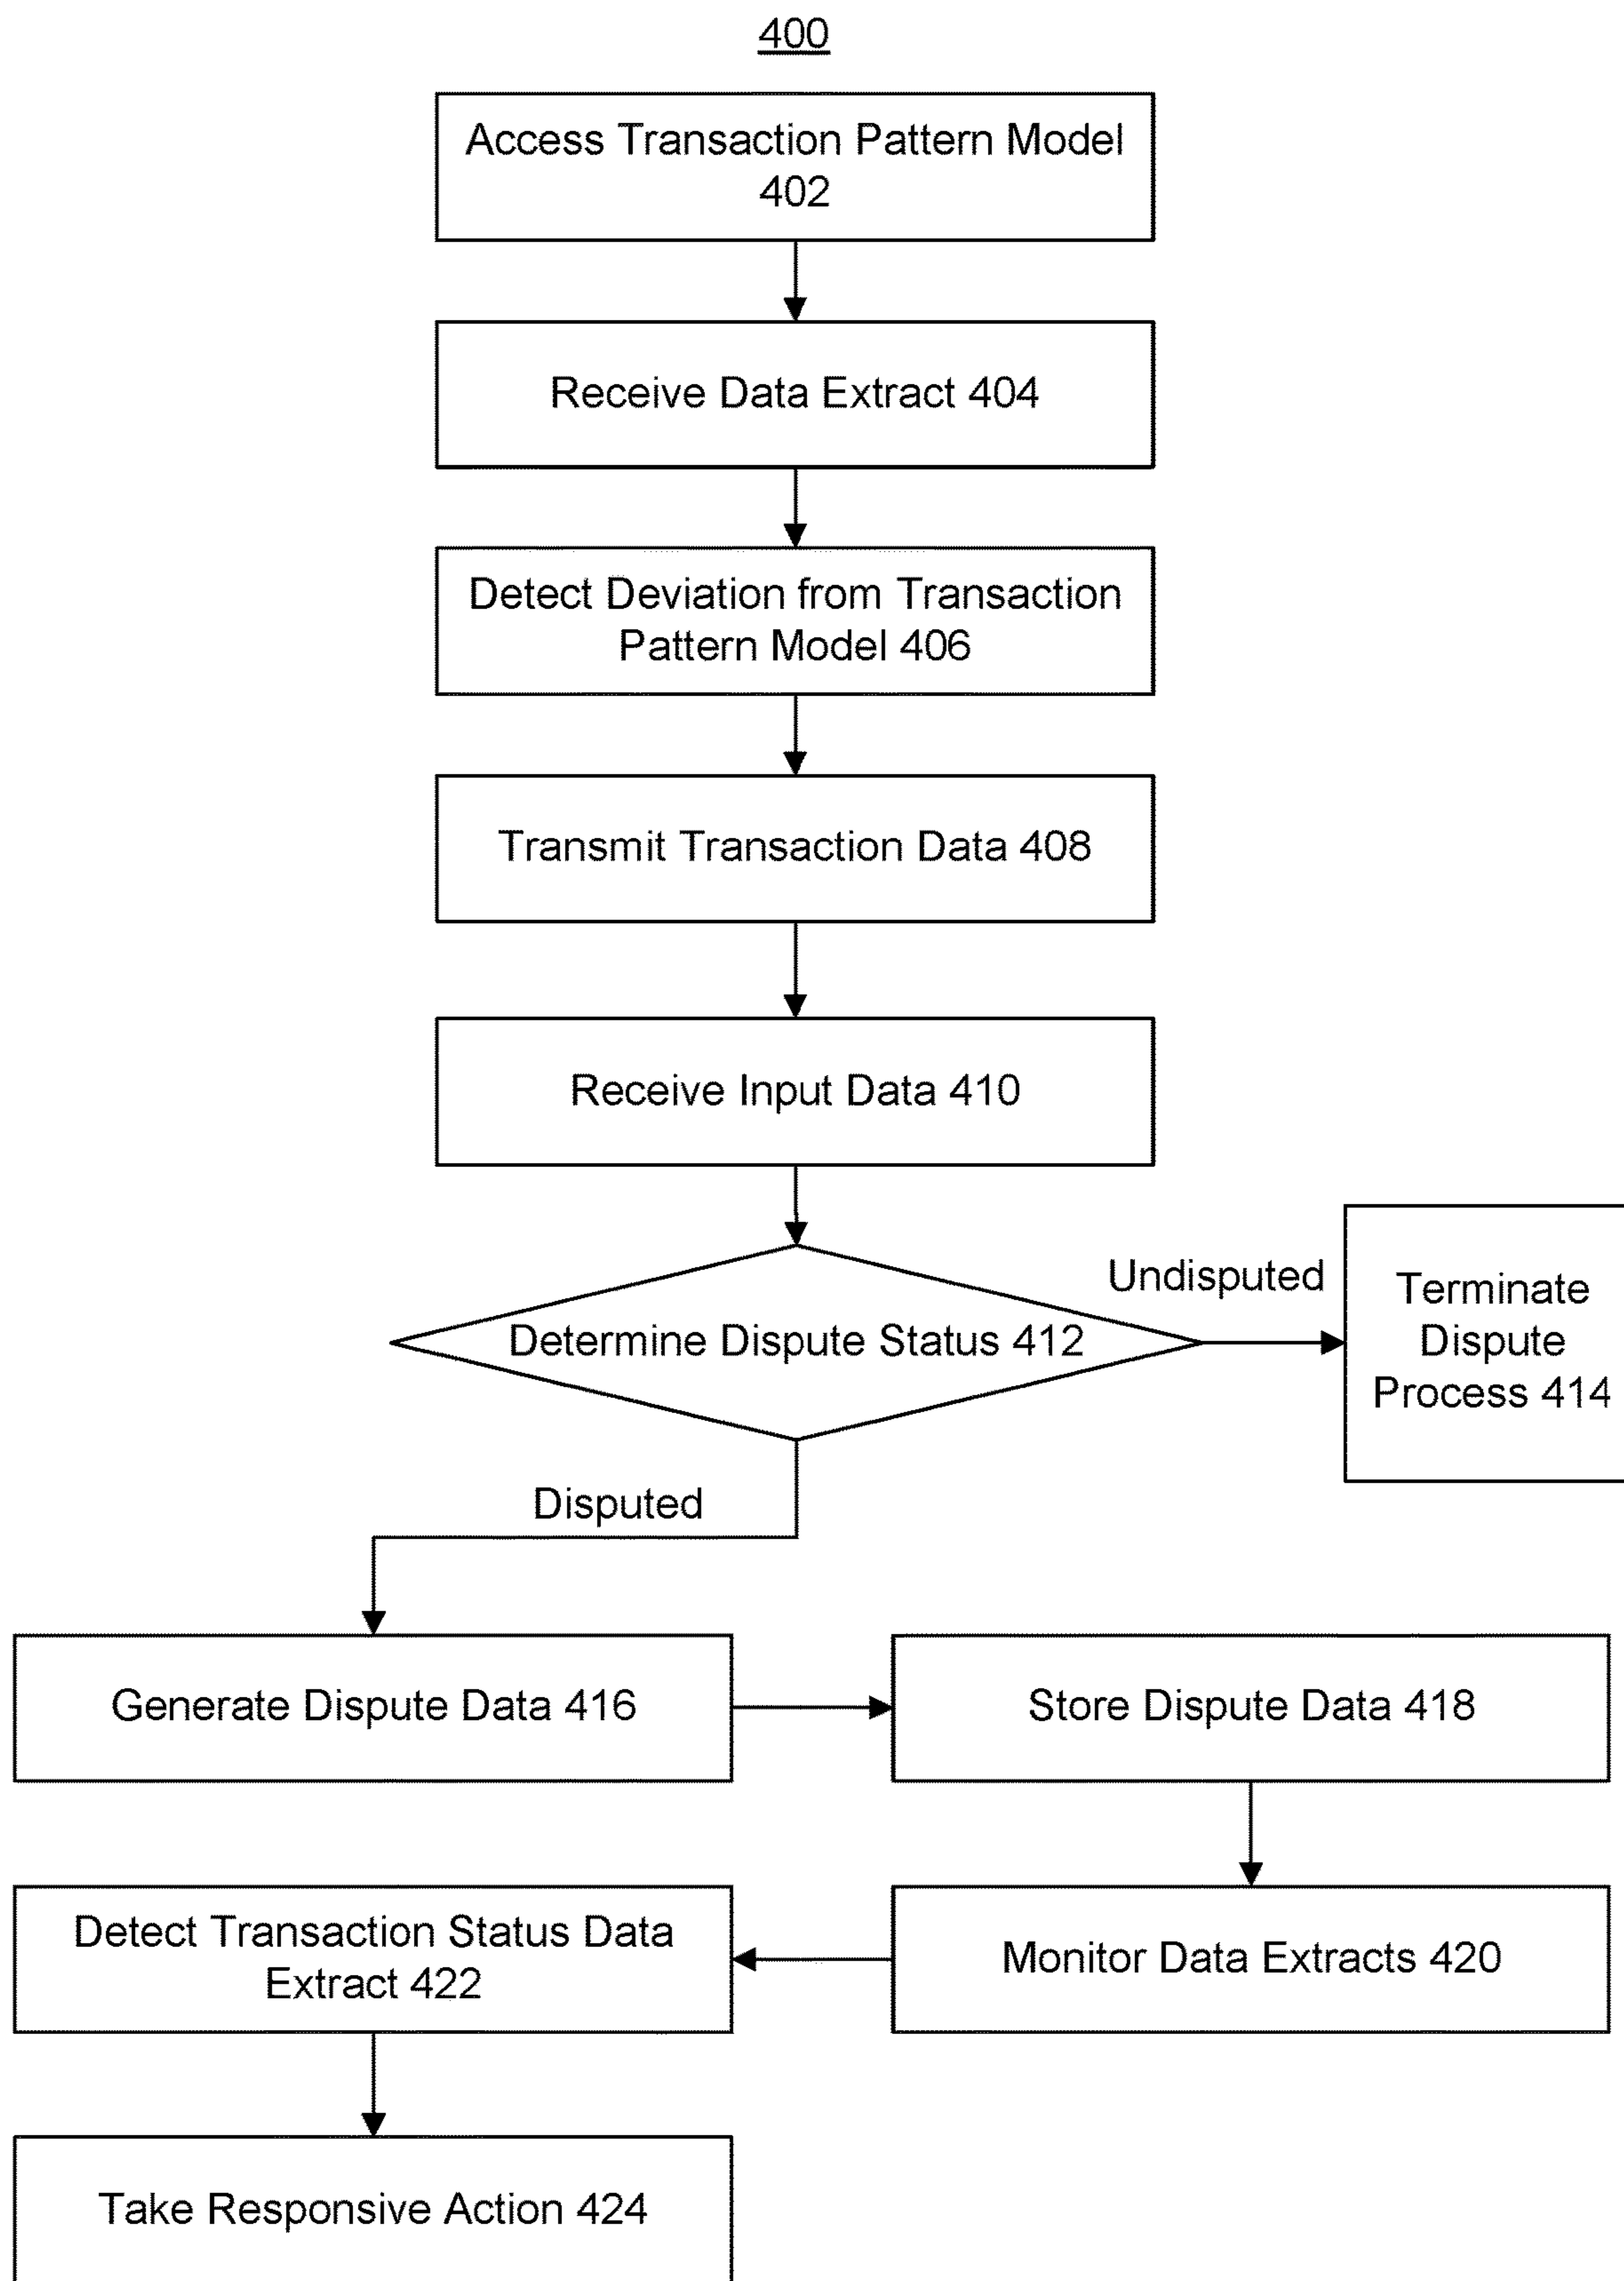 400
Access Transaction Pattern Model
402
Receive Data Extract 404
Detect Deviation from Transaction
Pattern Model 406
Transmit Transaction Data 408
Receive Input Data 410
Determine Dispute Status 412
Undisputed
Terminate
Dispute
Process 414
Disputed
Generate Dispute Data 416
Store Dispute Data 418
Monitor Data Extracts 420
Detect Transaction Status Data
Extract 422
Take Responsive Action 424